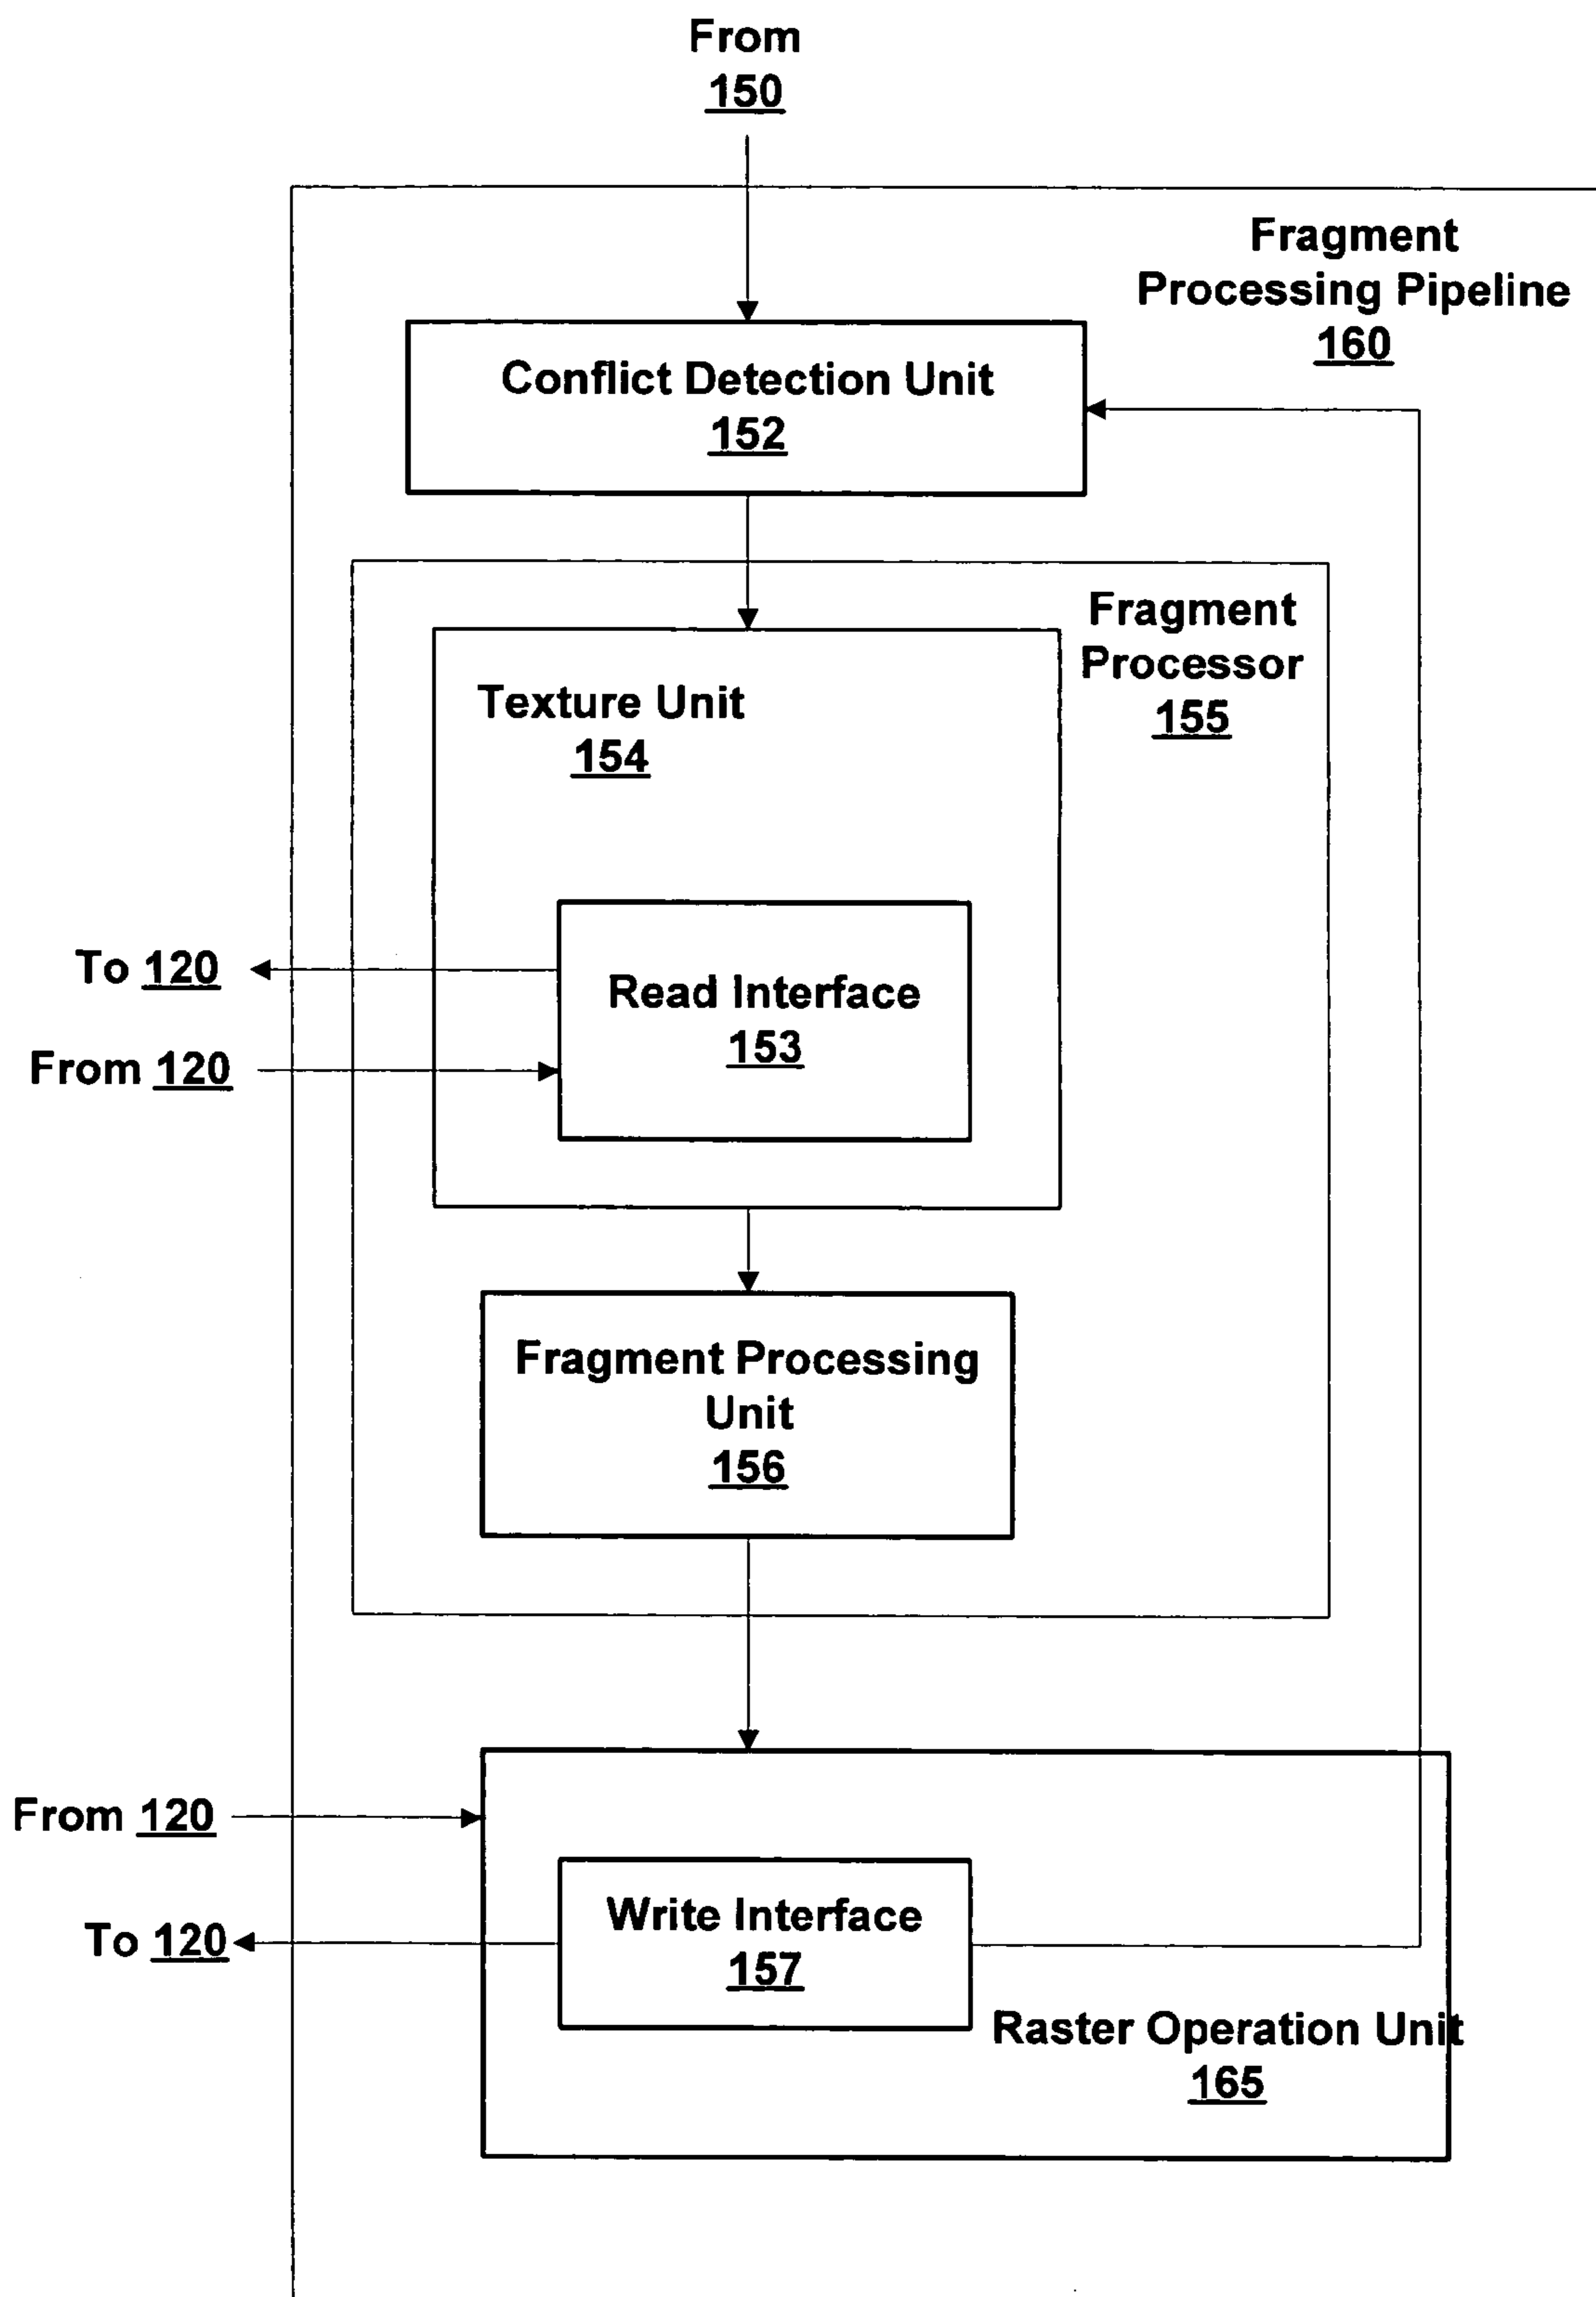 From
150
Fragment
Processing Pipeline
160
Conflict Detection Unit
152
Fragment
Processor
155
Texture Unit
154
To 120
Read Interface
153
From 120
Fragment Processing
Unit
156
From 120
Write Interface
To 120
157
Raster Operation Unit
165